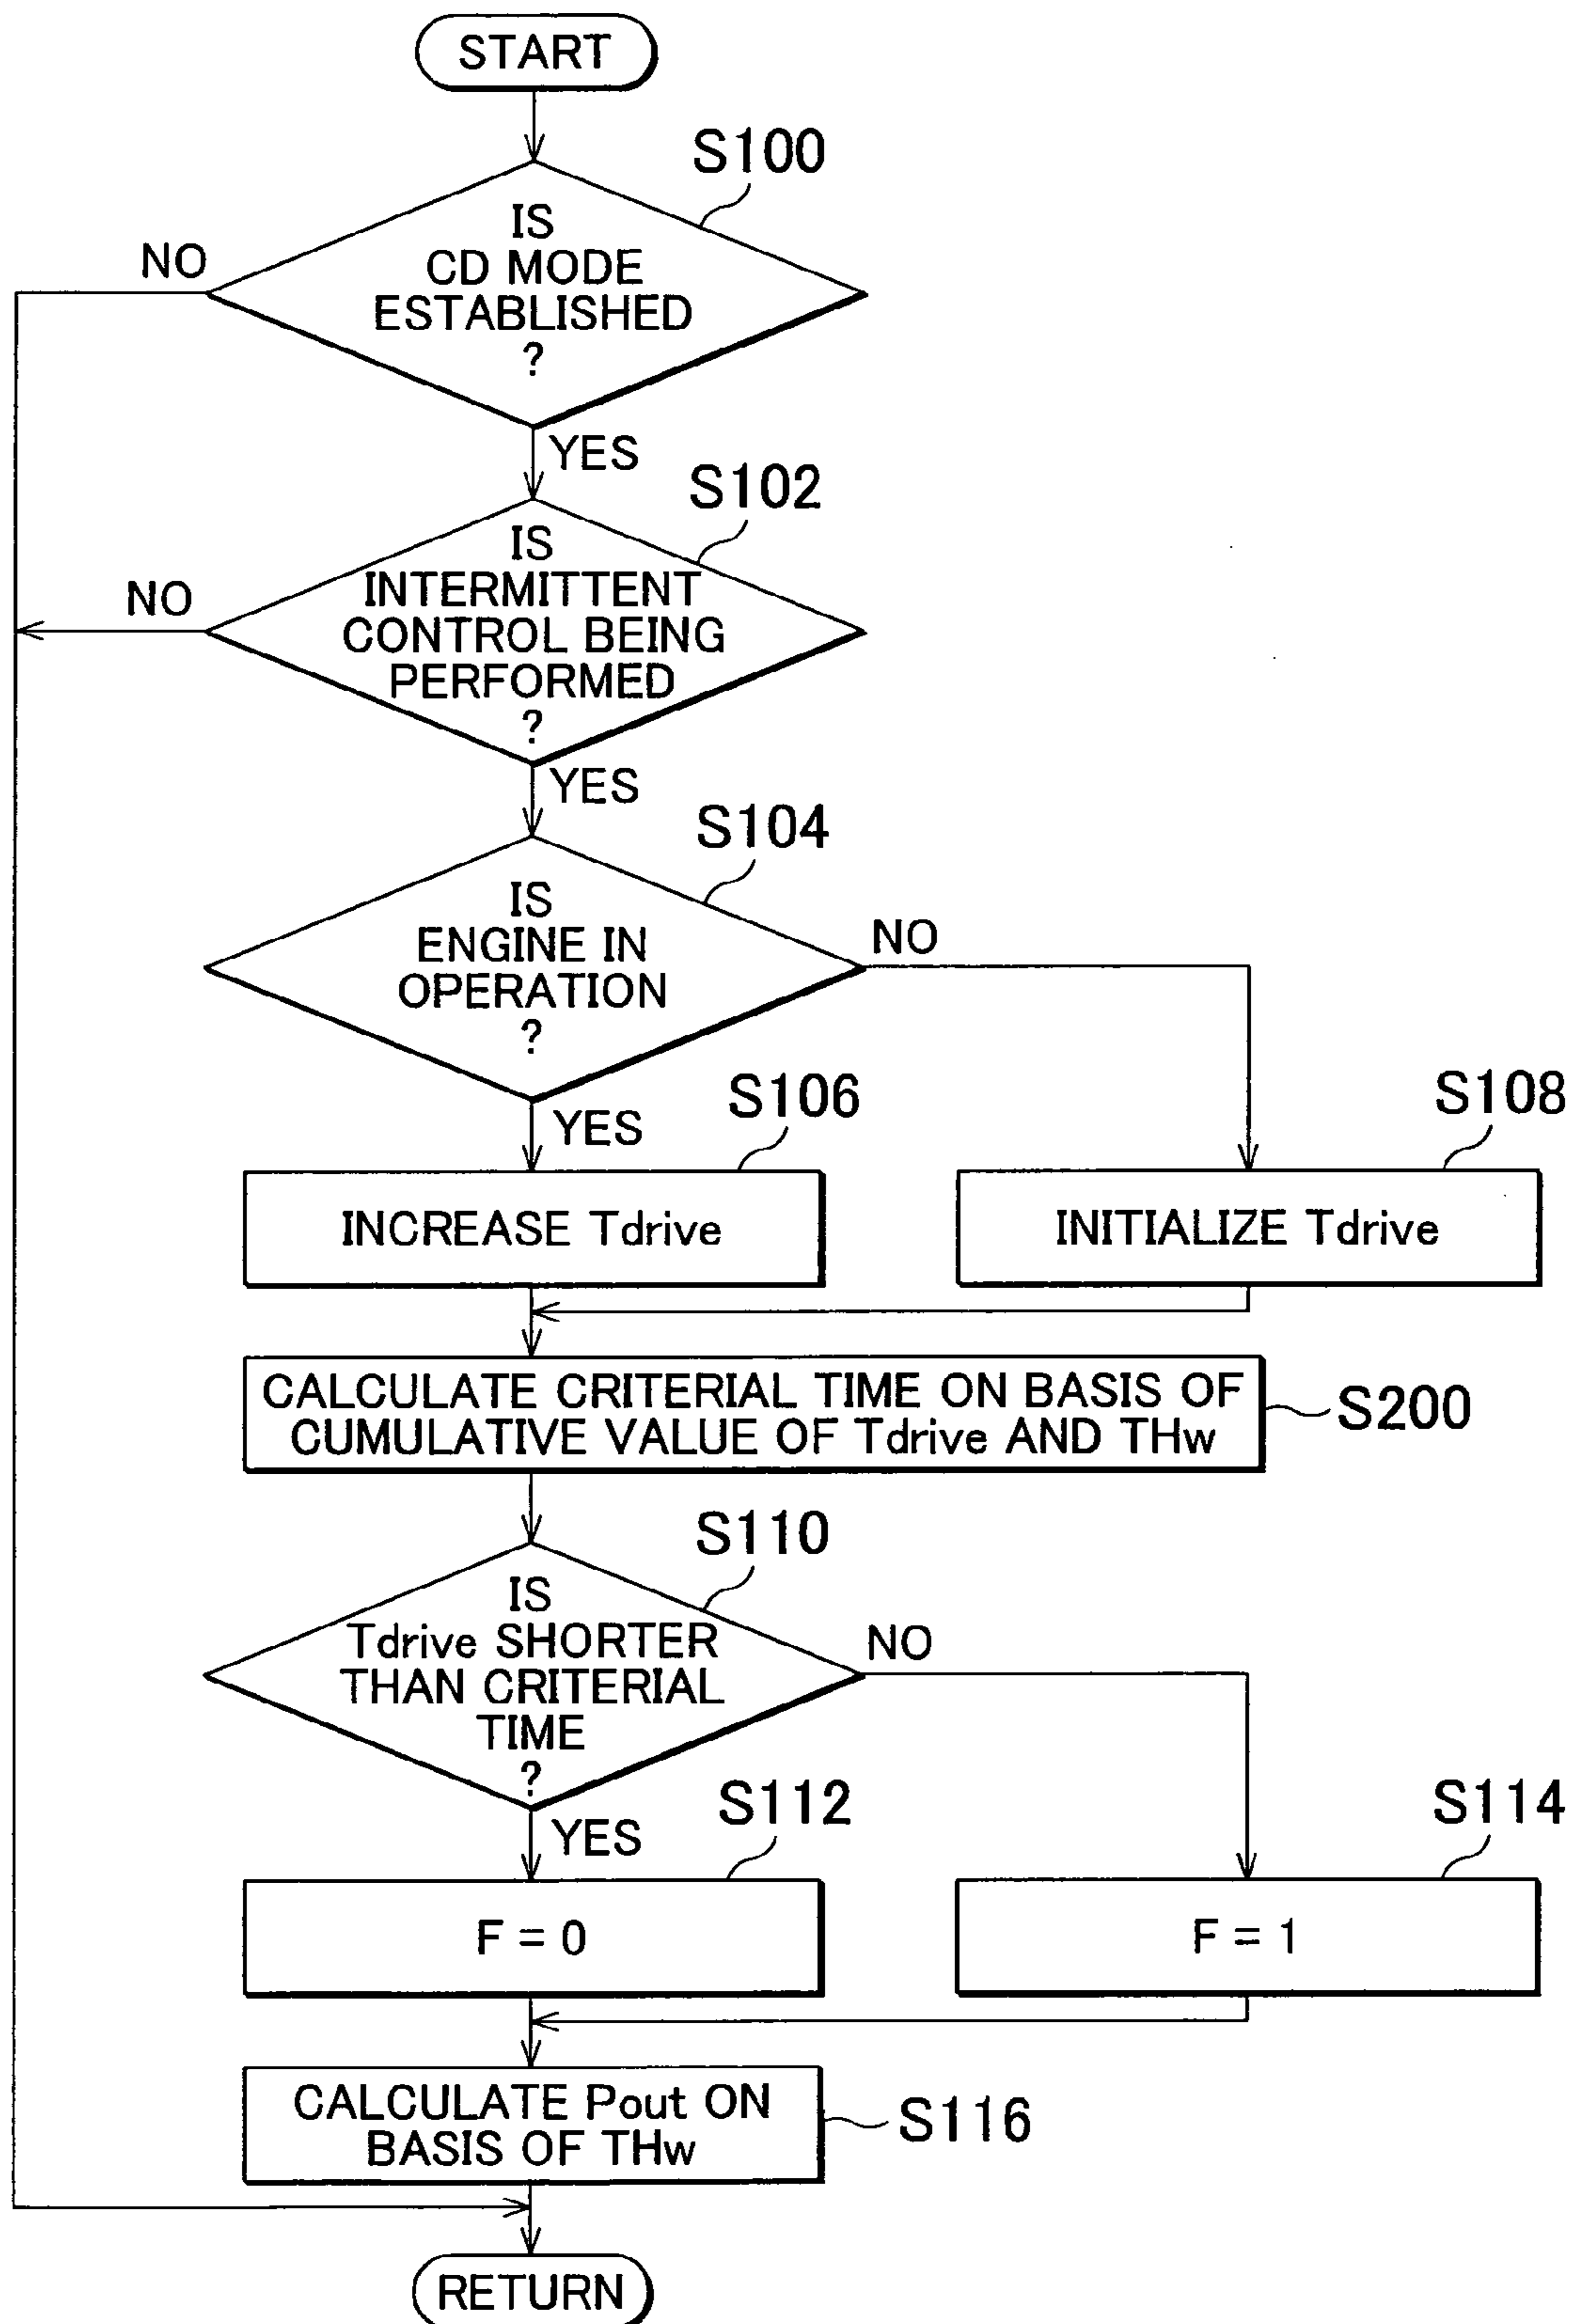 START
S100
IS
CD MODE
ESTABLISHED
?
NO
YES
S102
IS
INTERMITTENT
CONTROL BEING
PERFORMED
?
NO
YES
S104
IS
ENGINE IN
OPERATION
?
NO
YES
S106
INCREASE Tdrive
S108
INITIALIZE Tdrive
CALCULATE CRITERIAL TIME ON BASIS OF
CUMULATIVE VALUE OF Tdrive AND THw
S200
S110
IS
Tdrive SHORTER
THAN CRITERIAL
TIME
?
NO
YES
S112
F = 0
S114
F = 1
CALCULATE Pout ON
BASIS OF THw
S116
RETURN